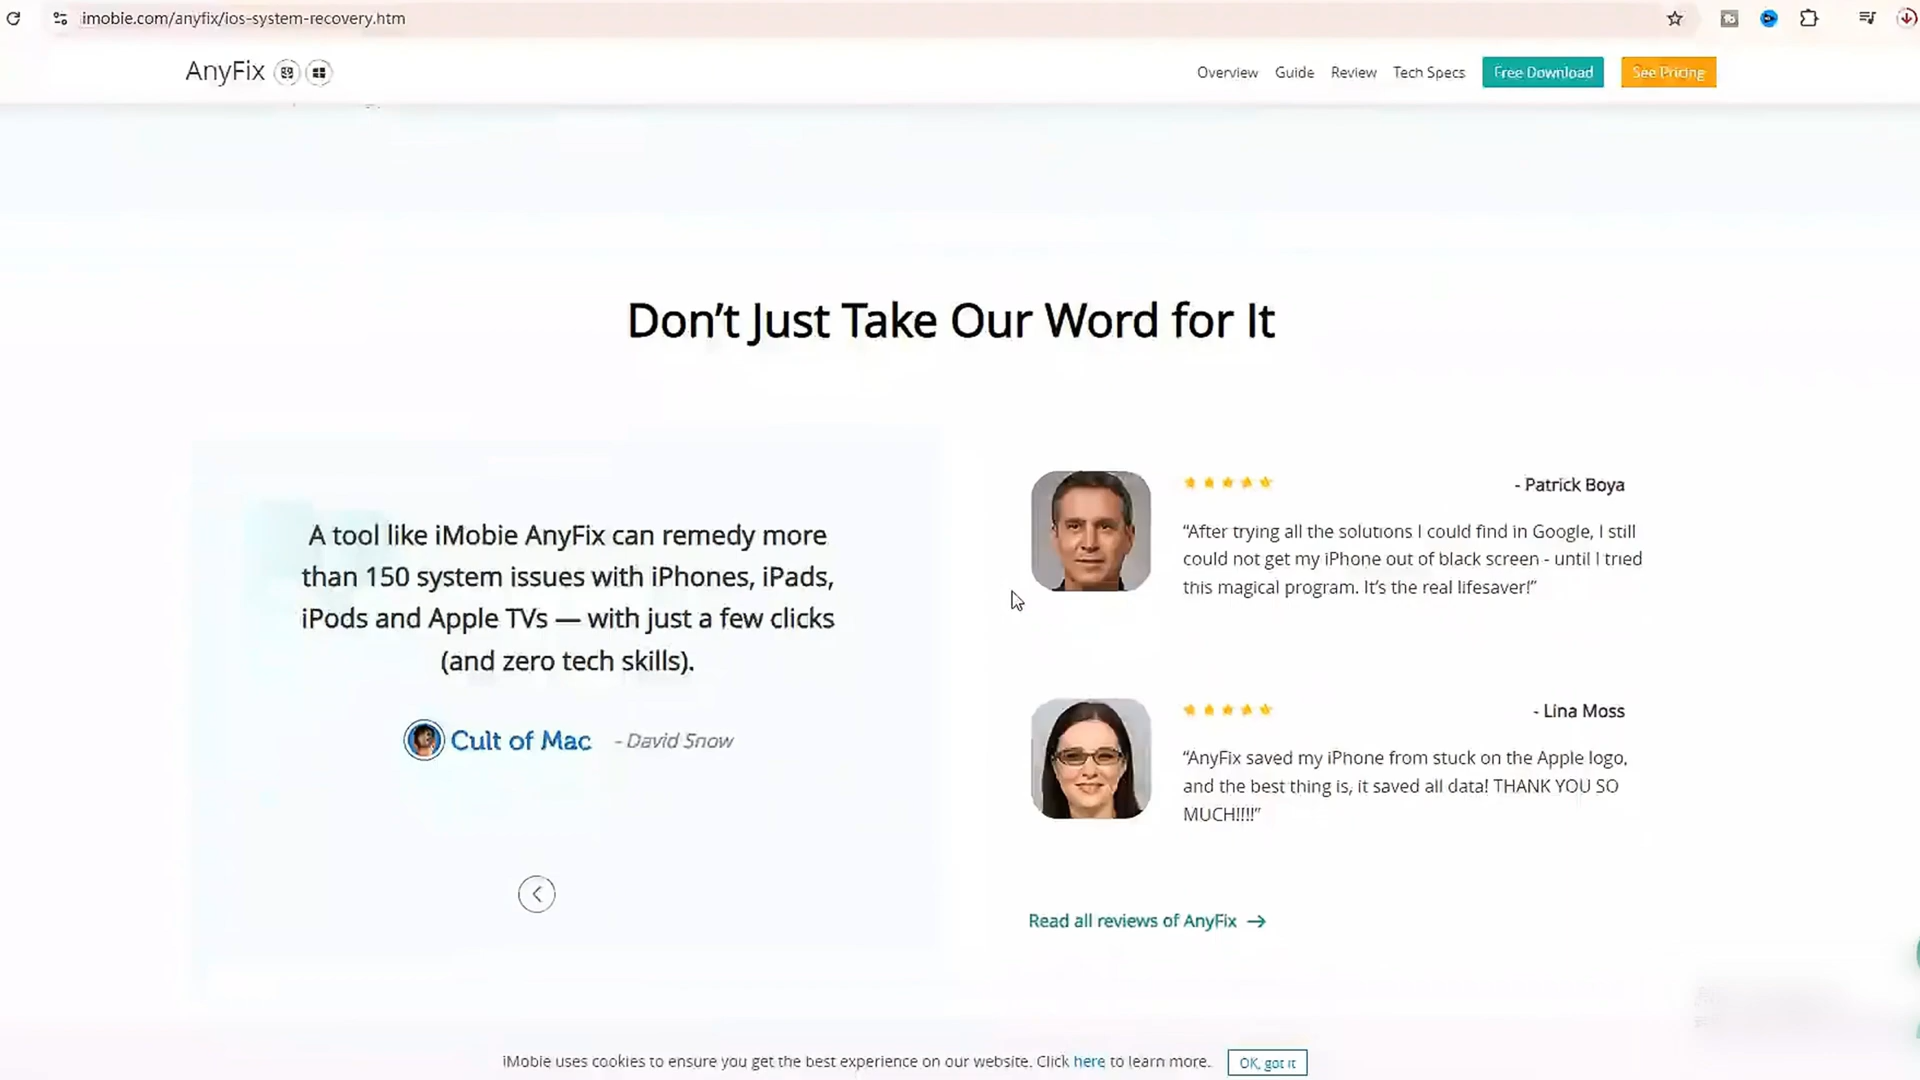 imobie.com/anyfix/ios-system-recovery.htm
AnyFix
Overview Guide Review Tech Specs Free Download See Pricing
Don’t Just Take Our Word for It
A tool like iMobie AnyFix can remedy more
than 150 system issues with iPhones, iPads,
iPods and Apple TVs — with just a few clicks
(and zero tech skills).
Cult of Mac - David Snow
- Patrick Boya
“After trying all the solutions I could find in Google, I still
could not get my iPhone out of black screen - until I tried
this magical program. It’s the real lifesaver!”
- Lina Moss
“AnyFix saved my iPhone from stuck on the Apple logo,
and the best thing is, it saved all data! THANK YOU SO
MUCH!!!!”
Read all reviews of AnyFix
iMobie uses cookies to ensure you get the best experience on our website. Click here to learn more. OK, got it